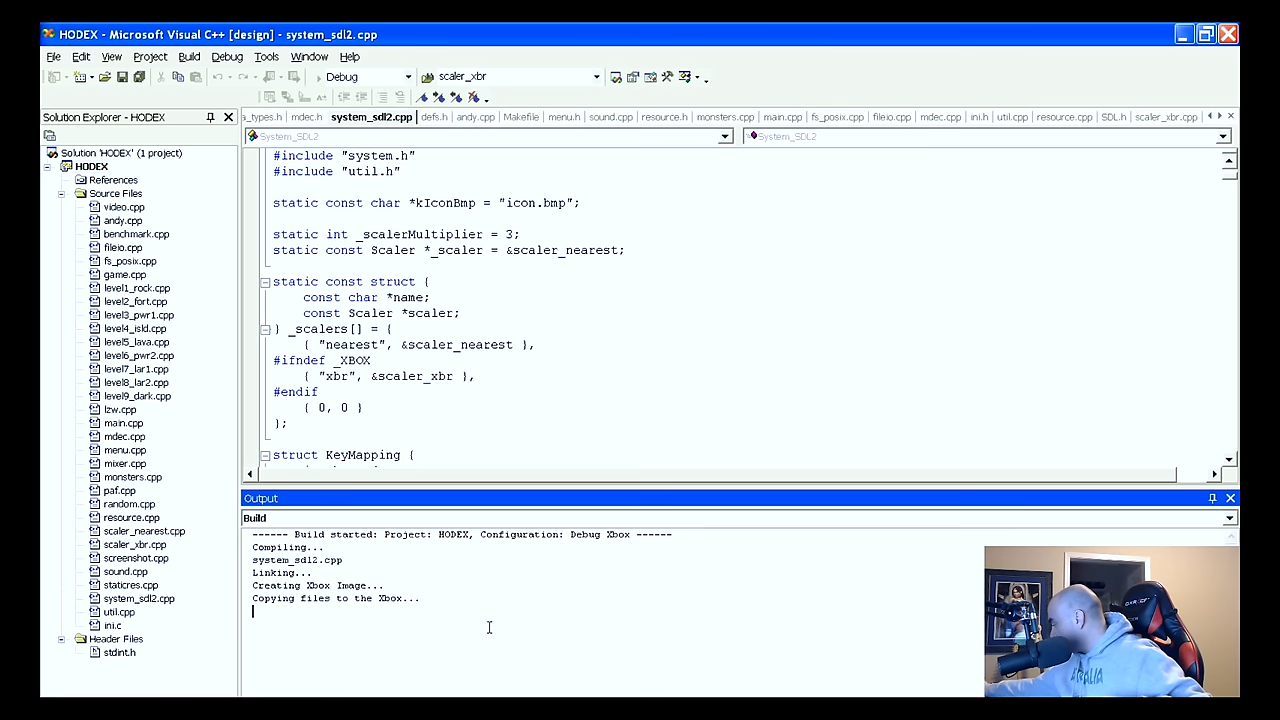 HODEX - Microsoft Visual C++ [design] - system_sdl2.cpp
File Edit View Project Build Debug Tools Window Help
Debug scaler_xbr
Solution Explorer - HODEX
a_types.h mdec.h system_sdl2.cpp defs.h andy.cpp Makefile menu.h sound.cpp resource.h monsters.cpp main.cpp fs_posix.cpp fileio.cpp mdec.cpp ini.h util.cpp resource.cpp SDL.h scaler_xbr.cpp
System_SDL2 System_SDL2
Solution 'HODEX' (1 project)
HODEX
References
Source Files
video.cpp
andy.cpp
benchmark.cpp
fileio.cpp
fs_posix.cpp
game.cpp
level1_rock.cpp
level2_fort.cpp
level3_pwr1.cpp
level4_isld.cpp
level5_lava.cpp
level6_pwr2.cpp
level7_lar1.cpp
level8_lar2.cpp
level9_dark.cpp
lzw.cpp
main.cpp
mdec.cpp
menu.cpp
mixer.cpp
monsters.cpp
paf.cpp
random.cpp
resource.cpp
scaler_nearest.cpp
scaler_xbr.cpp
screenshot.cpp
sound.cpp
staticres.cpp
system_sdl2.cpp
util.cpp
ini.c
Header Files
stdint.h
#include "system.h"
#include "util.h"
static const char *kIconBmp = "icon.bmp";
static int _scalerMultiplier = 3;
static const Scaler *_scaler = &scaler_nearest;
static const struct {
const char *name;
const Scaler *scaler;
} _scalers[] = {
{ "nearest", &scaler_nearest },
#ifndef _XBOX
{ "xbr", &scaler_xbr },
#endif
{ 0, 0 }
};
struct KeyMapping {
Output
Build
------ Build started: Project: HODEX, Configuration: Debug Xbox ------
Compiling...
system_sdl2.cpp
Linking...
Creating Xbox Image...
Copying files to the Xbox...